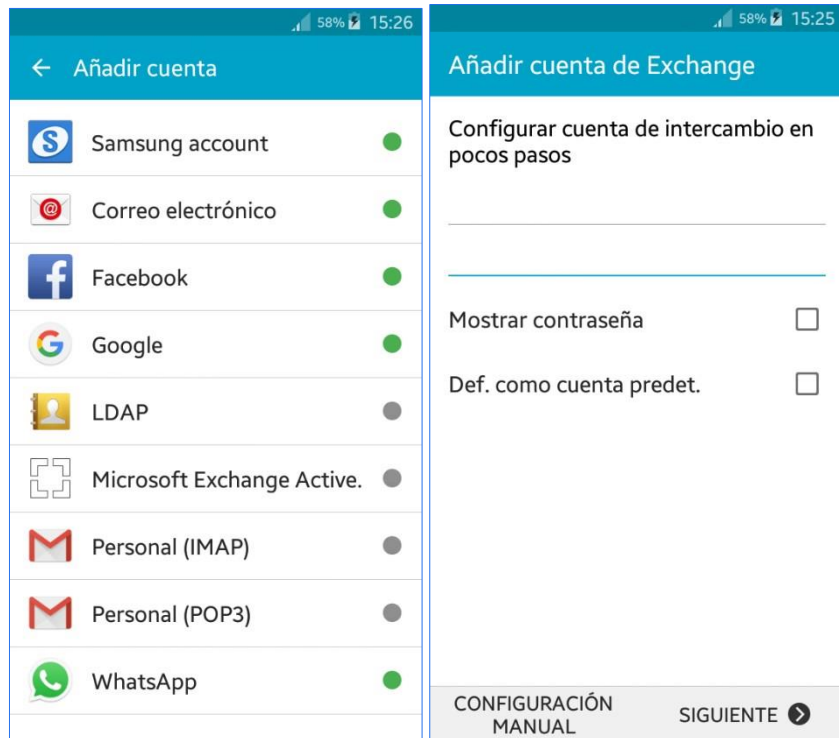 58% 15:26
Añadir cuenta
Samsung account
Correo electrónico
Facebook
Google
LDAP
Microsoft Exchange Active.
Personal (IMAP)
Personal (POP3)
WhatsApp
58% 15:25
Añadir cuenta de Exchange
Configurar cuenta de intercambio en
pocos pasos
Mostrar contraseña
Def. como cuenta predet.
CONFIGURACIÓN
MANUAL
SIGUIENTE